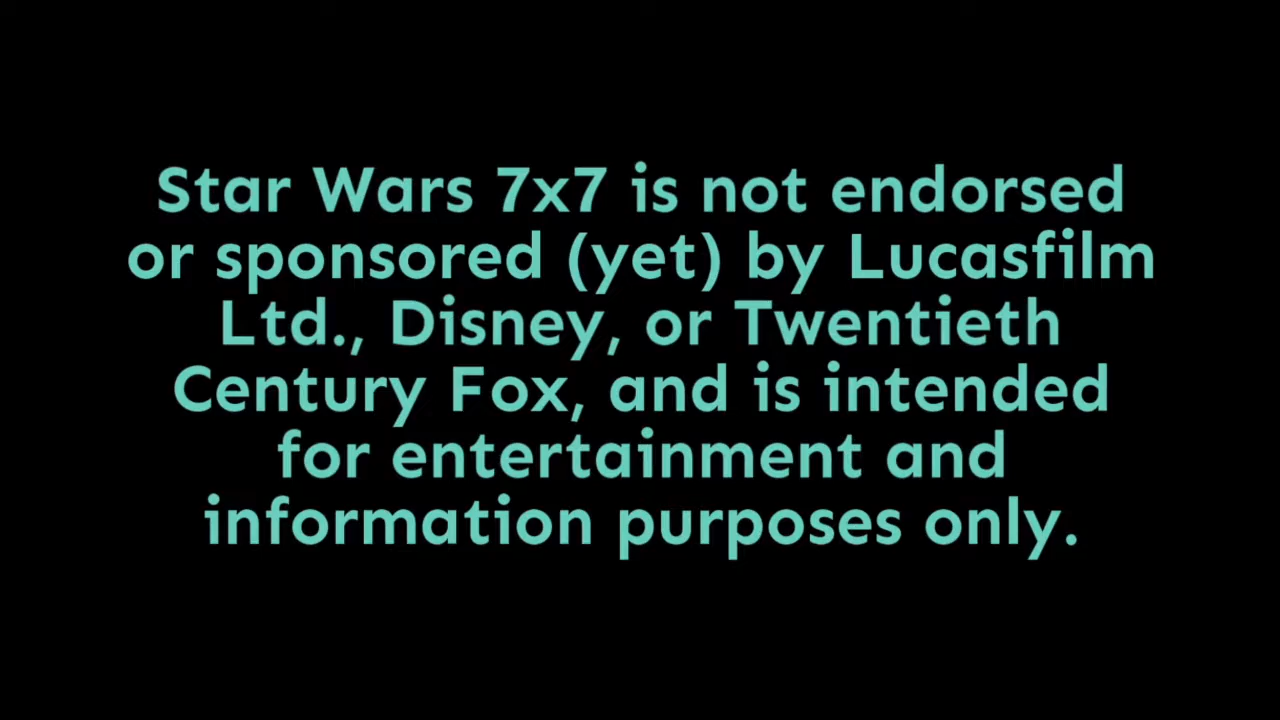 Star Wars 7x7 is not endorsed
or sponsored (yet) by Lucasfilm
Ltd., Disney, or Twentieth
Century Fox, and is intended
for entertainment and
information purposes only.